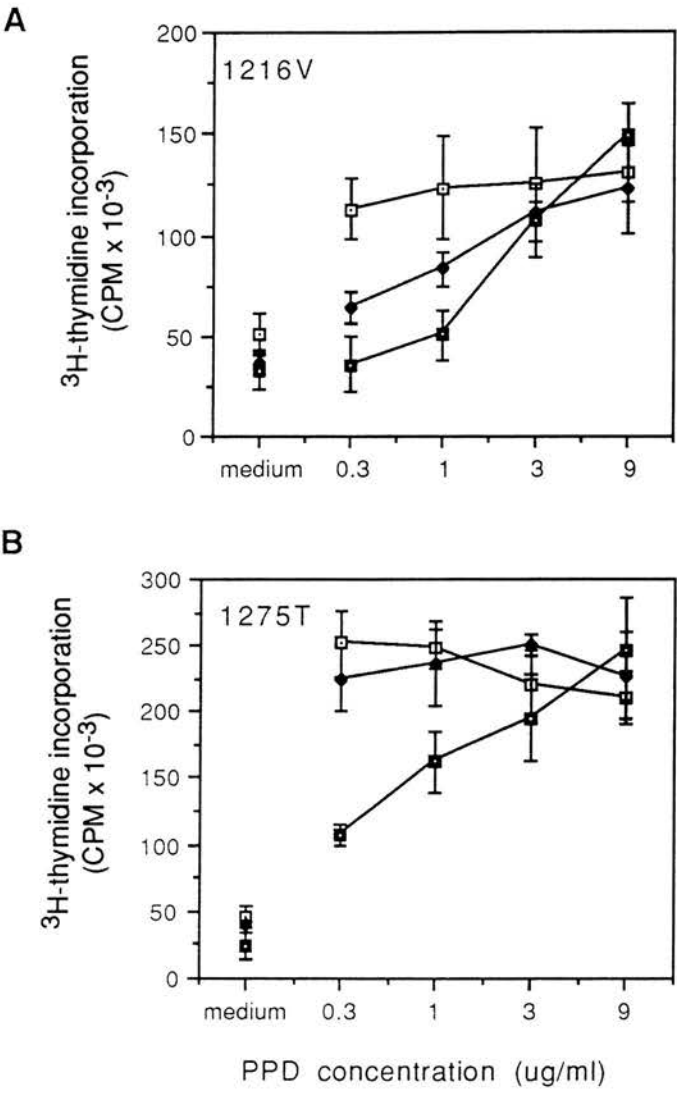 A
1216V
³H-thymidine incorporation
(CPM x 10⁻³)
200
150
100
50
0
medium 0.3 1 3 9
B
1275T
³H-thymidine incorporation
(CPM x 10⁻³)
300
250
200
150
100
50
0
medium 0.3 1 3 9
PPD concentration (ug/ml)